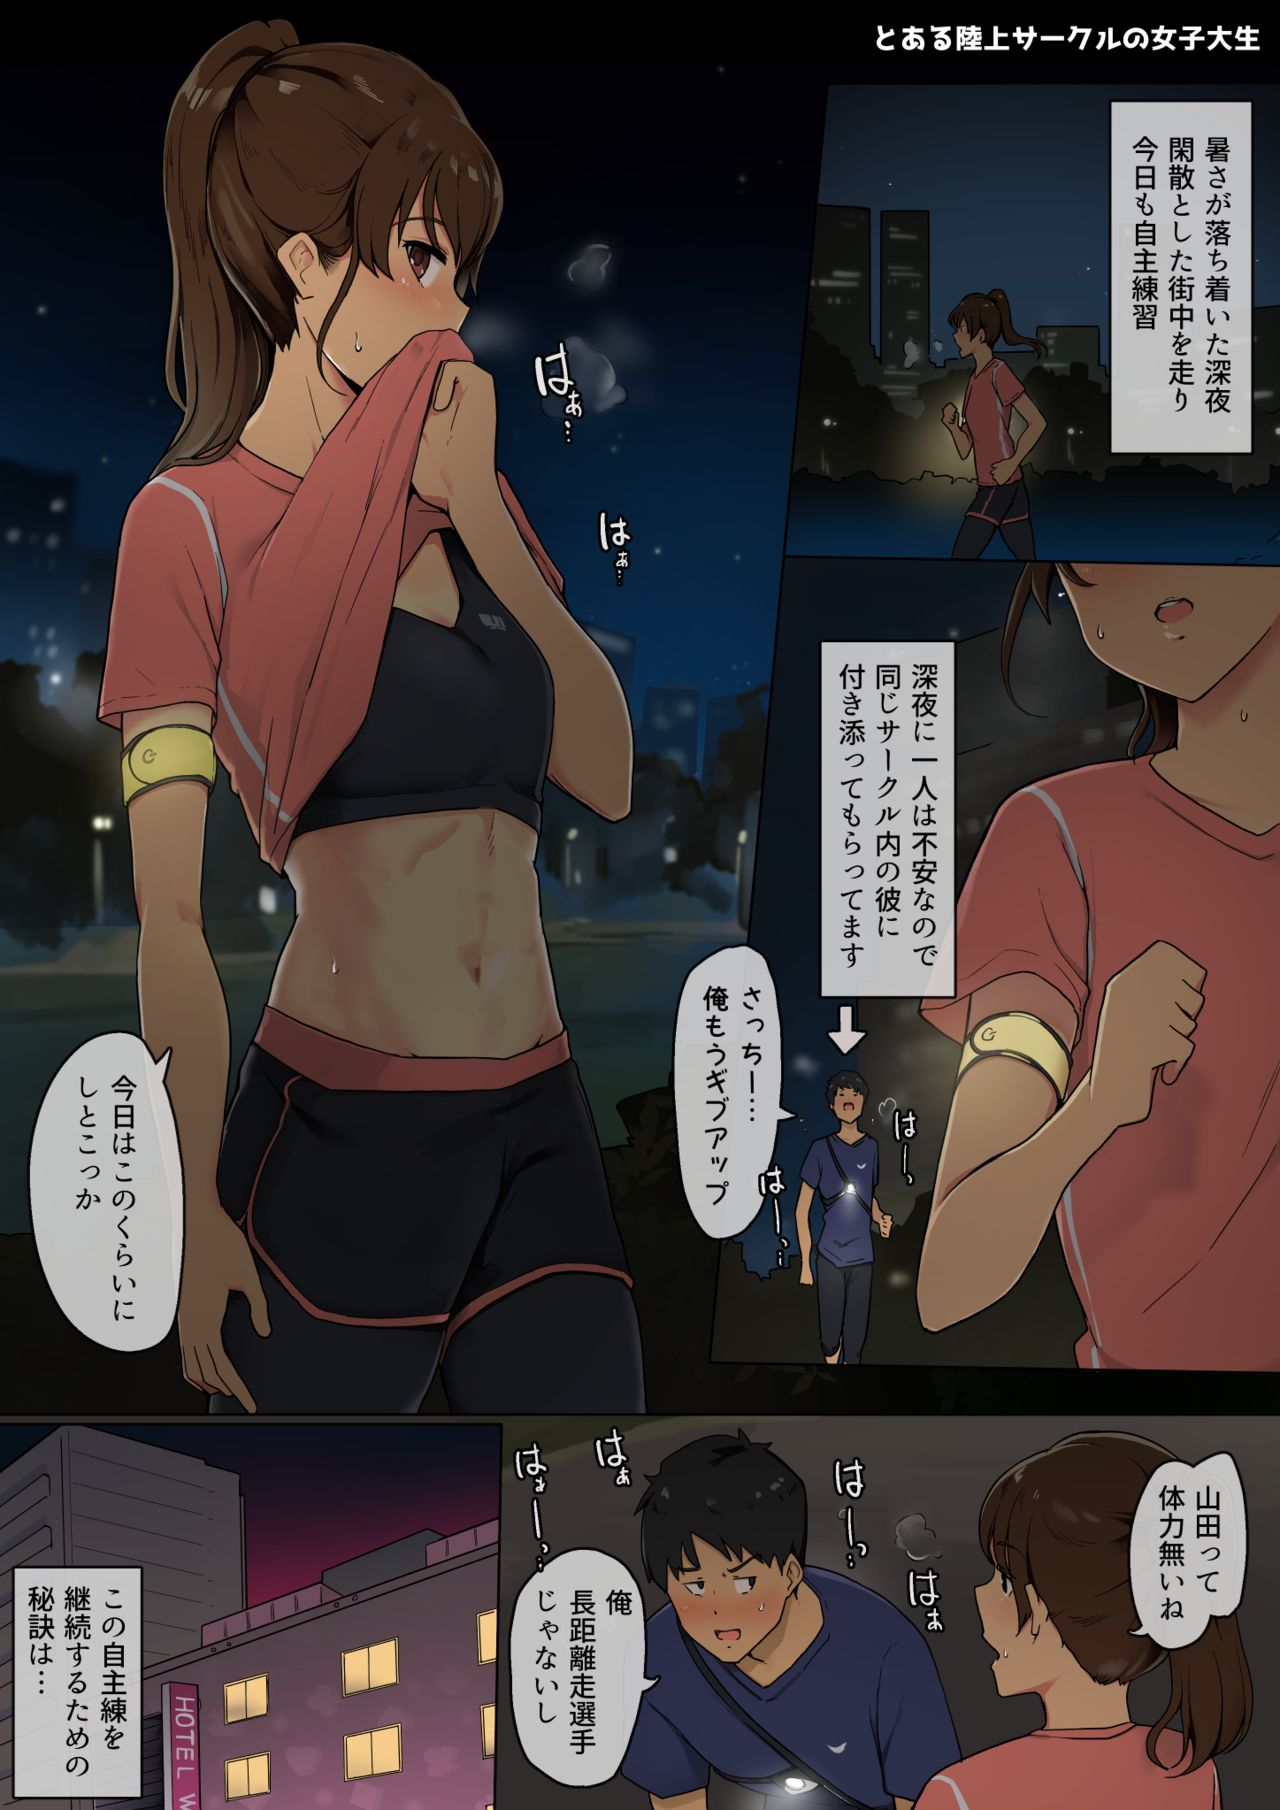 とある陸上サークルの女子大生
暑さが落ち着いた深夜
閑散とした街中を走り
今日も自主練習
はぁ…
はぁ…
深夜に一人は不安なので
同じサークル内の彼に
付き添ってもらってます
さっちー…
俺もうギブアップ
はーっ…
はーっ…
今日はこのくらいに
しとこっか
山田って
体力無いね
はーっ…
はぁ
はぁ
はぁーっ…
俺
長距離走選手
じゃないし
この自主練を
継続するための
秘訣は…
HOTEL W